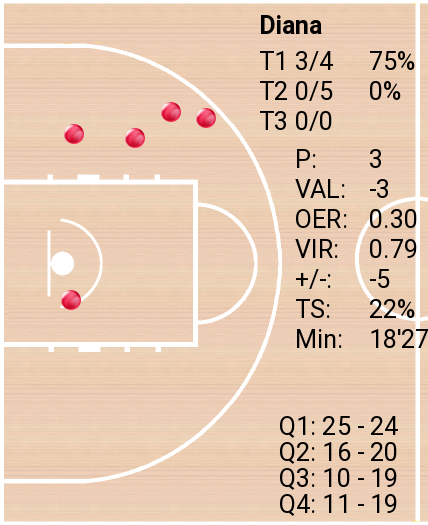 Diana
T1 3/4 75%
T2 0/5 0%
T3 0/0
P: 3
VAL: -3
OER: 0.30
VIR: 0.79
+/-: -5
TS: 22%
Min: 18'27
Q1: 25 - 24
Q2: 16 - 20
Q3: 10 - 19
Q4: 11 - 19